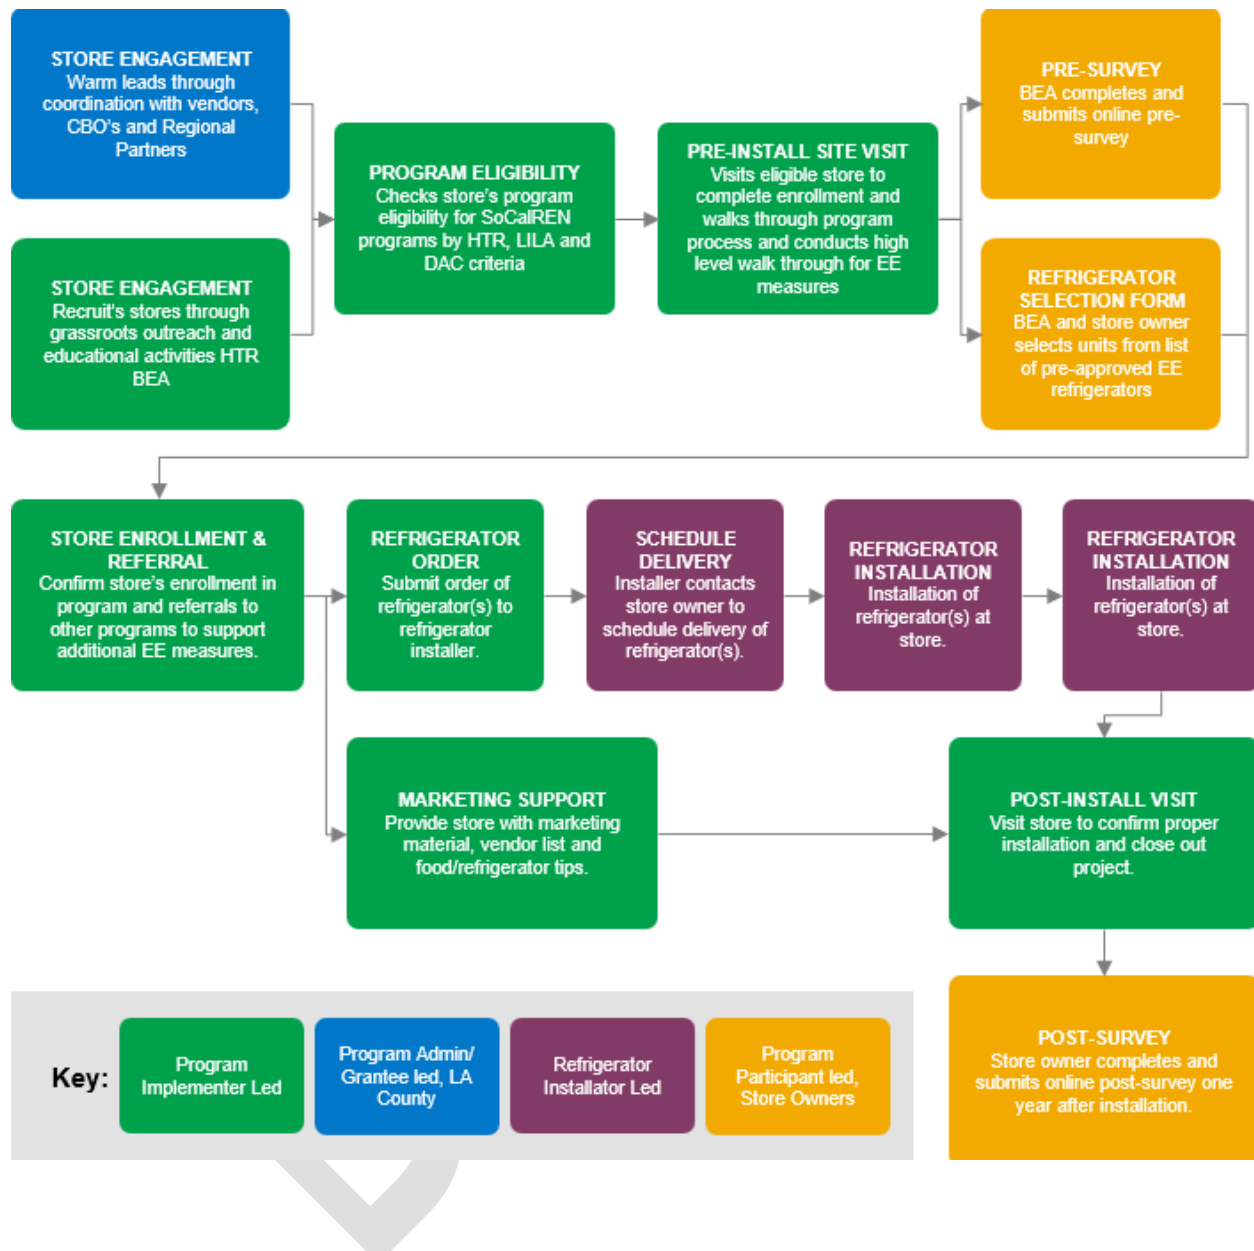 STORE ENGAGEMENT
Warm leads through
coordination with vendors,
CBO's and Regional
Partners
STORE ENGAGEMENT
Recruit's stores through
grassroots outreach and
educational activities HTR
BEA
PROGRAM ELIGIBILITY
Checks store's program
eligibility for SoCalREN
programs by HTR, LILA and
DAC criteria
PRE-INSTALL SITE VISIT
Visits eligible store to
complete enrollment and
walks through program
process and conducts high
level walk through for EE
measures
PRE-SURVEY
BEA completes and
submits online pre-
survey
REFRIGERATOR
SELECTION FORM
BEA and store owner
selects units from list
of pre-approved EE
refrigerators
STORE ENROLLMENT &
REFERRAL
Confirm store's enrollment in
program and referrals to
other programs to support
additional EE measures.
REFRIGERATOR
ORDER
Submit order of
refrigerator(s) to
refrigerator
installer.
SCHEDULE
DELIVERY
Installer contacts
store owner to
schedule delivery of
refrigerator(s).
REFRIGERATOR
INSTALLATION
Installation of
refrigerator(s) at
store.
REFRIGERATOR
INSTALLATION
Installation of
refrigerator(s) at
store.
MARKETING SUPPORT
Provide store with marketing
material, vendor list and
food/refrigerator tips.
POST-INSTALL VISIT
Visit store to confirm proper
installation and close out
project.
POST-SURVEY
Store owner completes and
submits online post-survey one
year after installation.
Key:
Program
Implementer Led
Program Admin/
Grantee led, LA
County
Refrigerator
Installator Led
Program
Participant led,
Store Owners